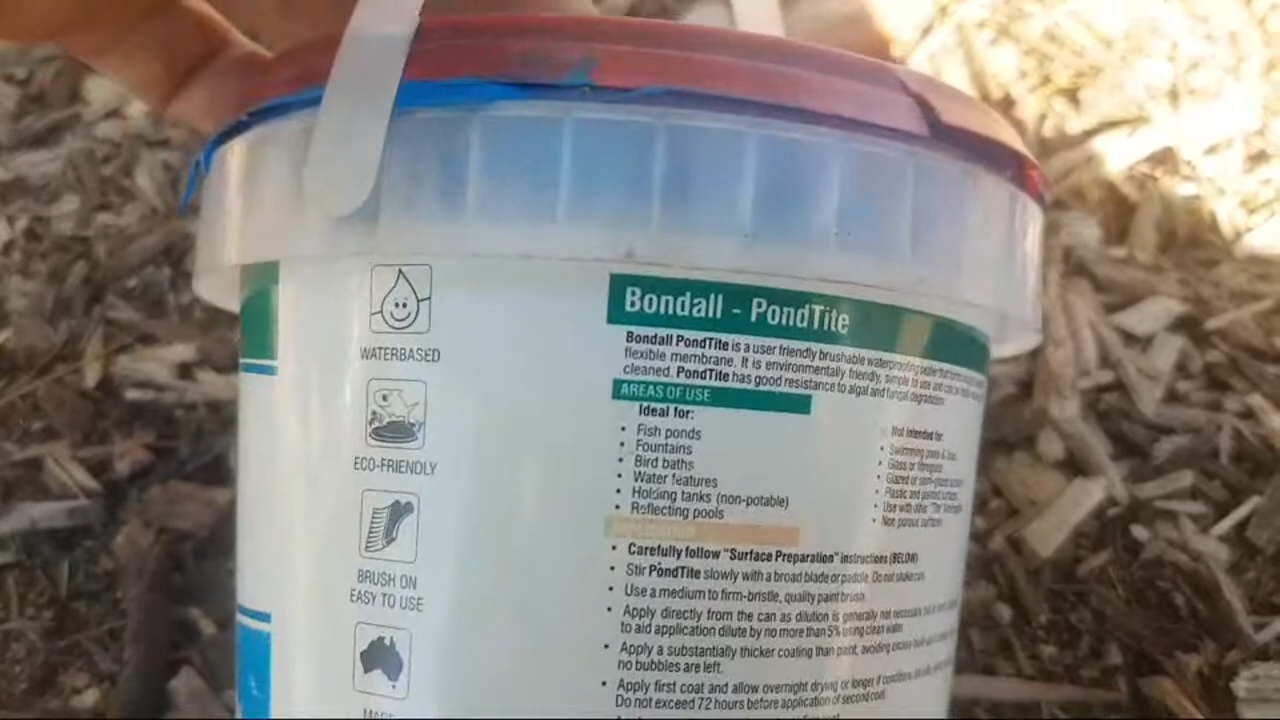 WATERBASED
ECO-FRIENDLY
BRUSH ON
EASY TO USE
Bondall - PondTite
Bondall PondTite is a user friendly brushable waterproofing
flexible membrane. It is environmentally friendly, simple to use and
cleaned. PondTite has good resistance to algal and fungal degradation.
AREAS OF USE
Ideal for:
• Fish ponds
• Fountains
• Bird baths
• Water features
• Holding tanks (non-potable)
• Reflecting pools
Not intended for:
• Swimming pools &
• Glass or fibreglass
• Glazed or semi-glazed
• Plastic and painted surfaces
• Use with other
• Non porous surfaces
• Carefully follow "Surface Preparation" instructions (BELOW)
• Stir PondTite slowly with a broad blade or paddle. Do not shake can.
• Use a medium to firm-bristle, quality paint brush.
• Apply directly from the can as dilution is generally not necessary
to aid application dilute by no more than 5% using clean water.
• Apply a substantially thicker coating than paint, avoiding excess
no bubbles are left.
• Apply first coat and allow overnight drying or longer if conditions
Do not exceed 72 hours before application of second coat.